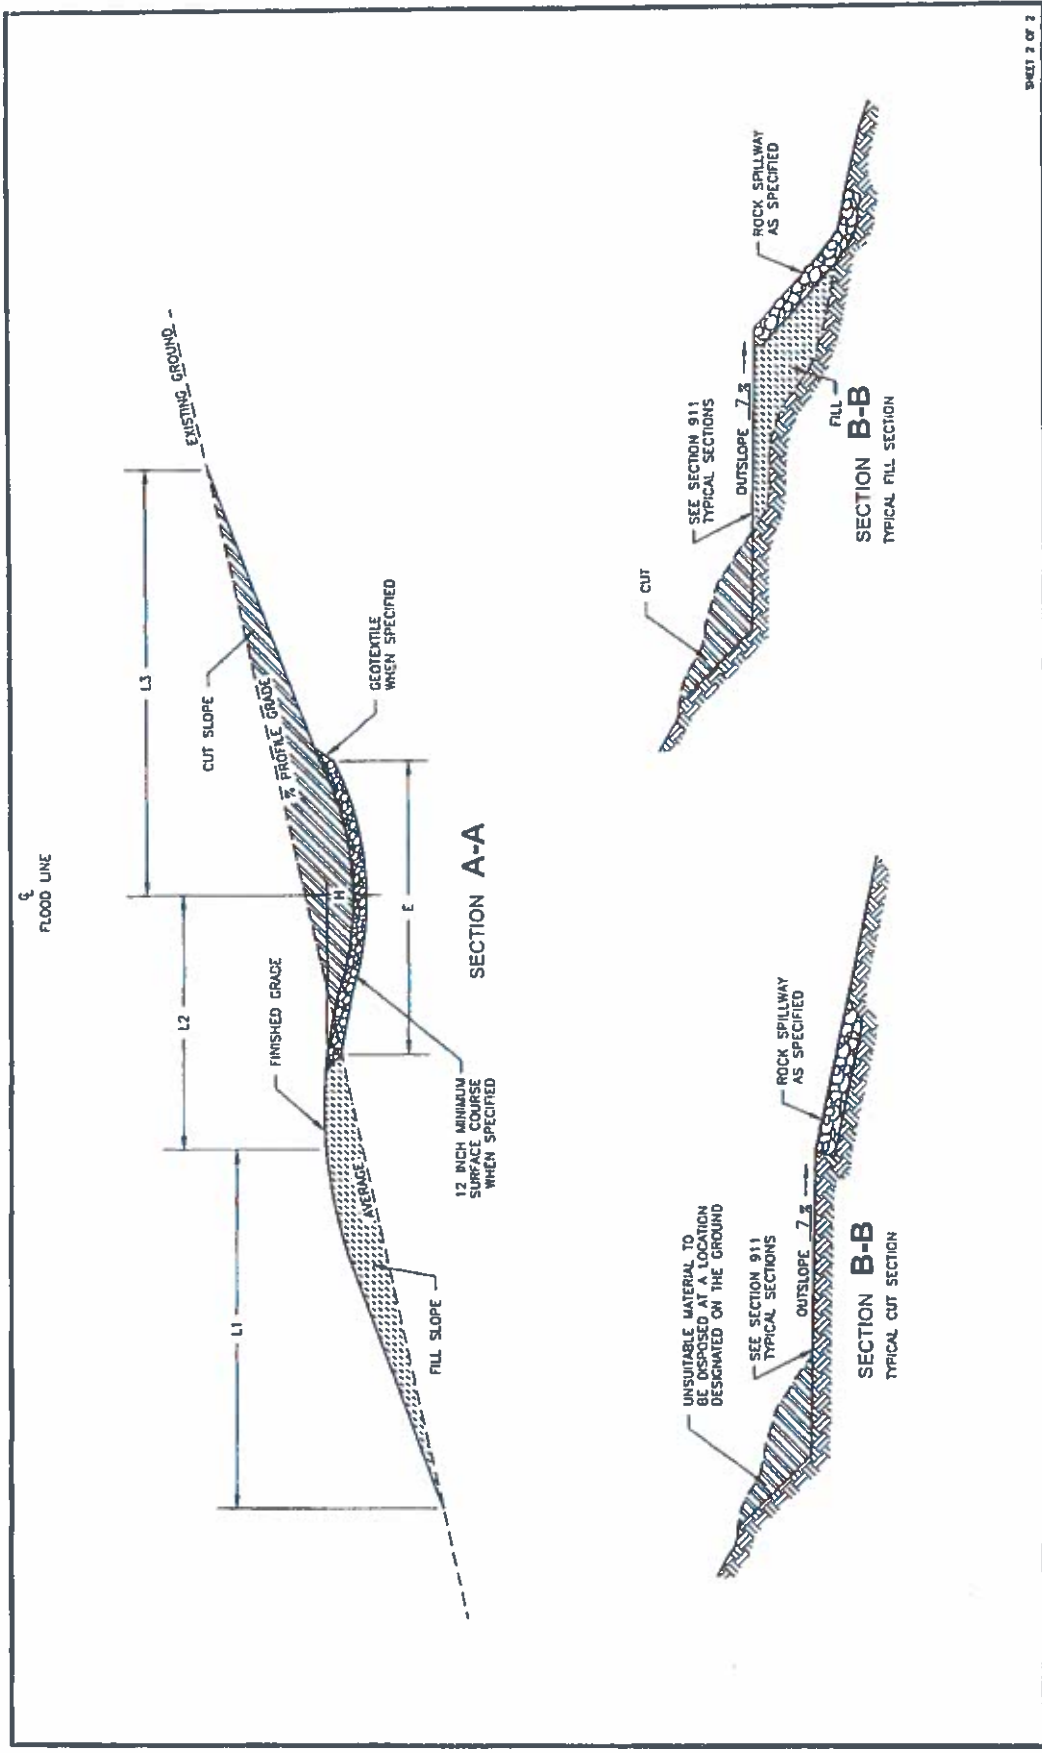 ℄
FLOOD LINE
L3
L2
L1
EXISTING GROUND
CUT SLOPE
% PROFILE GRADE
FINISHED GRADE
H
GEOTEXTILE
WHEN SPECIFIED
E
AVERAGE
FILL SLOPE
12 INCH MINIMUM
SURFACE COURSE
WHEN SPECIFIED
SECTION A-A
UNSUITABLE MATERIAL TO
BE DISPOSED AT A LOCATION
DESIGNATED ON THE GROUND
SEE SECTION 911
TYPICAL SECTIONS
OUTSLOPE 7 %
ROCK SPILLWAY
AS SPECIFIED
SECTION B-B
TYPICAL CUT SECTION
CUT
SEE SECTION 911
TYPICAL SECTIONS
OUTSLOPE 7 %
ROCK SPILLWAY
AS SPECIFIED
FILL
SECTION B-B
TYPICAL FILL SECTION
SHEET 2 OF 2